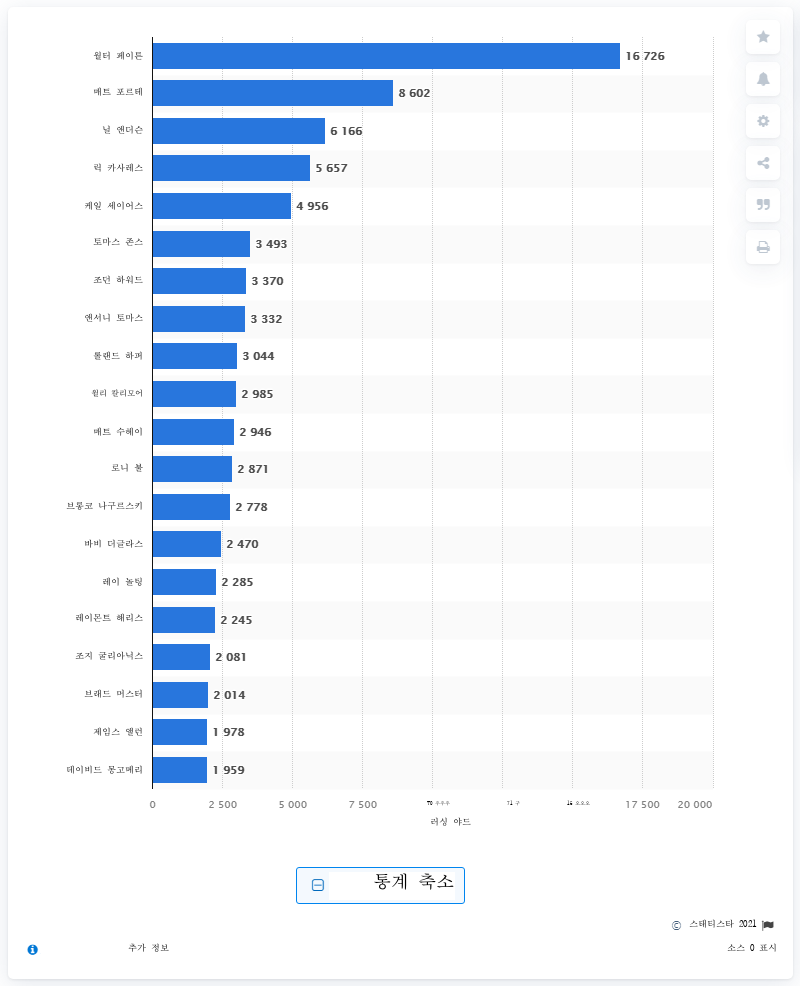 월터 페이튼 16 726
매트 포르테 8 602
닐 앤더슨 6 166
릭 카사레스 5 657
케일 세이어스 4 956
토마스 존스 3 493
조던 하워드 3 370
앤서니 토마스 3 332
롤랜드 하퍼 3 044
윌리 갈리모어 2 985
매트 수헤이 2 946
로니 불 2 871
브롱코 나구르스키 2 778
바비 더글라스 2 470
레이 놀팅 2 285
레이몬트 해리스 2 245
조지 굴리아닉스 2 081
브래드 머스터 2 014
제임스 앨런 1 978
데이비드 몽고메리 1 959
0 2 500 5 000 7 500 17 500 20 000
러싱 야드
통계 축소
© 스태티스타 2021
추가 정보 소스 0 표시